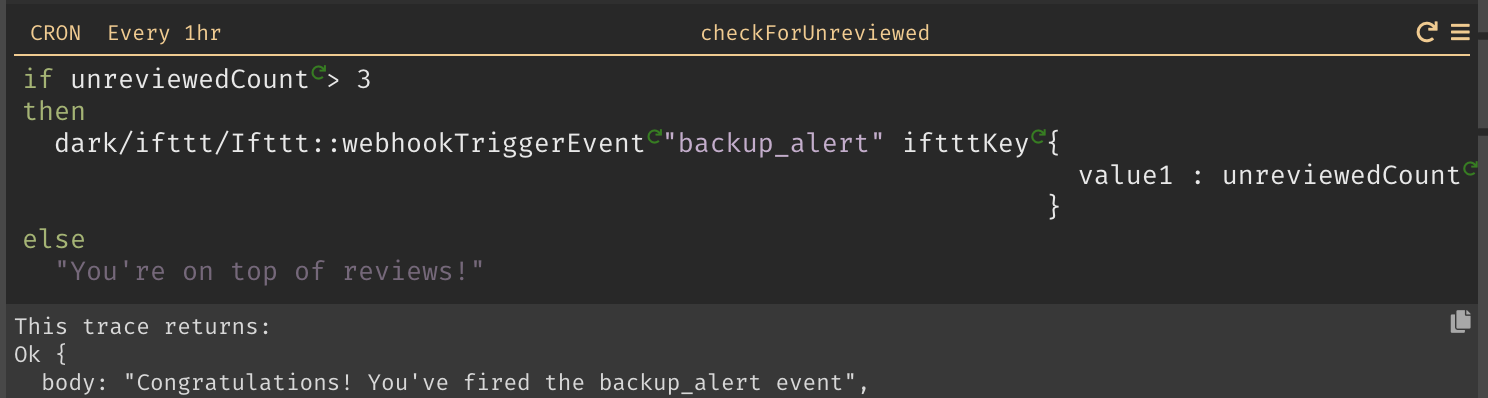 CRON Every 1hr checkForUnreviewed
if unreviewedCount > 3
then
dark/ifttt/Ifttt::webhookTriggerEvent "backup_alert" iftttKey {
value1 : unreviewedCount
}
else
"You're on top of reviews!"
This trace returns:
Ok {
body: "Congratulations! You've fired the backup_alert event",